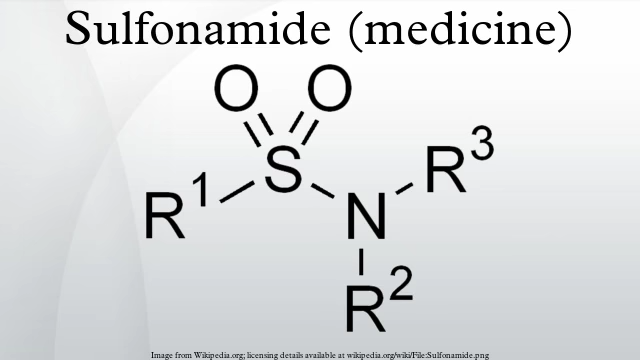 Sulfonamide (medicine)
O O
S
R1
R3
N
R2
Image from Wikipedia.org; licensing details available at wikipedia.org/wiki/File:Sulfonamide.png